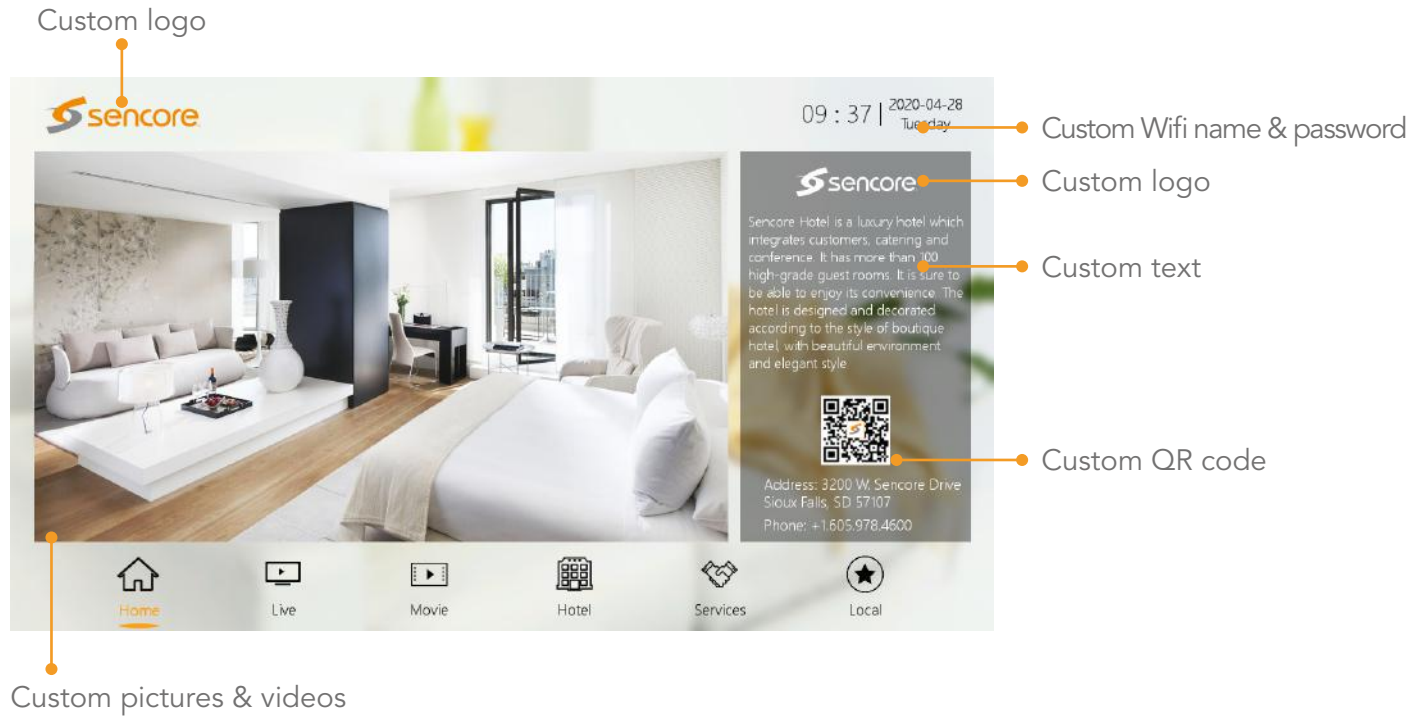 Custom logo
sencore
09 : 37
2020-04-28
Tuesday
Custom Wifi name & password
sencore
Custom logo
Sencore Hotel is a luxury hotel which
integrates customers, catering and
conference. It has more than 100
high-grade guest rooms. It is sure to
be able to enjoy its convenience. The
hotel is designed and decorated
according to the style of boutique
hotel, with beautiful environment
and elegant style
Custom text
Custom QR code
Address: 3200 W. Sencore Drive
Sioux Falls, SD 57107
Phone: +1.605.978.4600
Home
Live
Movie
Hotel
Services
Local
Custom pictures & videos